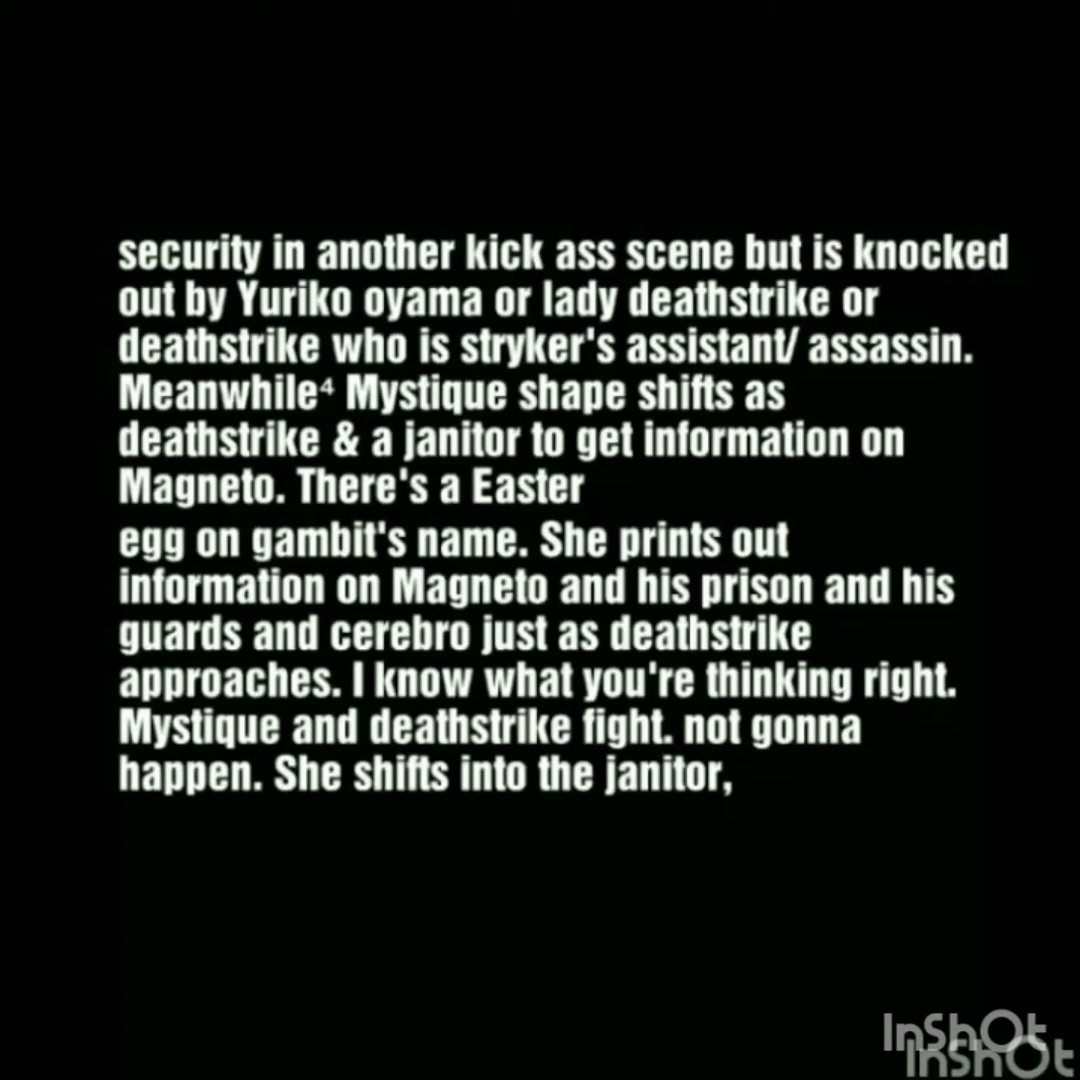 security in another kick ass scene but is knocked
out by Yuriko oyama or lady deathstrike or
deathstrike who is stryker's assistant/ assassin.
Meanwhile⁴ Mystique shape shifts as
deathstrike & a janitor to get information on
Magneto. There's a Easter
egg on gambit's name. She prints out
information on Magneto and his prison and his
guards and cerebro just as deathstrike
approaches. I know what you're thinking right.
Mystique and deathstrike fight. not gonna
happen. She shifts into the janitor,
InShOt
InShOt